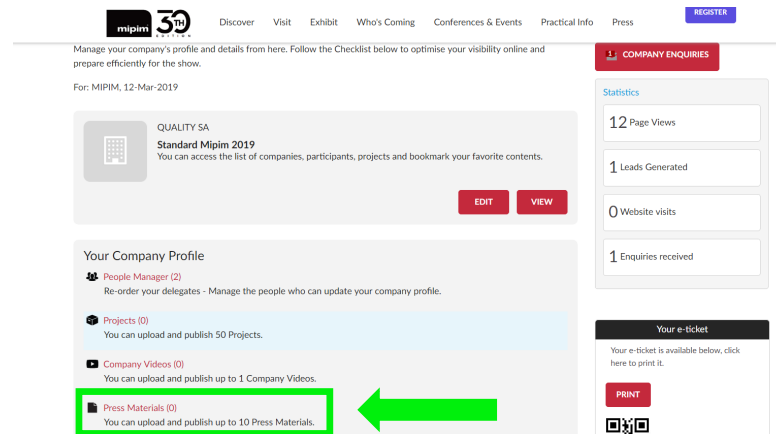 mipim 30TH EDITION
Discover Visit Exhibit Who's Coming Conferences & Events Practical Info Press REGISTER
Manage your company's profile and details from here. Follow the Checklist below to optimise your visibility online and
prepare efficiently for the show.
For: MIPIM, 12-Mar-2019
QUALITY SA
Standard Mipim 2019
You can access the list of companies, participants, projects and bookmark your favorite contents.
EDIT VIEW
Your Company Profile
People Manager (2)
Re-order your delegates - Manage the people who can update your company profile.
Projects (0)
You can upload and publish 50 Projects.
Company Videos (0)
You can upload and publish up to 1 Company Videos.
Press Materials (0)
You can upload and publish up to 10 Press Materials.
1 COMPANY ENQUIRIES
Statistics
12 Page Views
1 Leads Generated
0 Website visits
1 Enquiries received
Your e-ticket
Your e-ticket is available below, click
here to print it.
PRINT